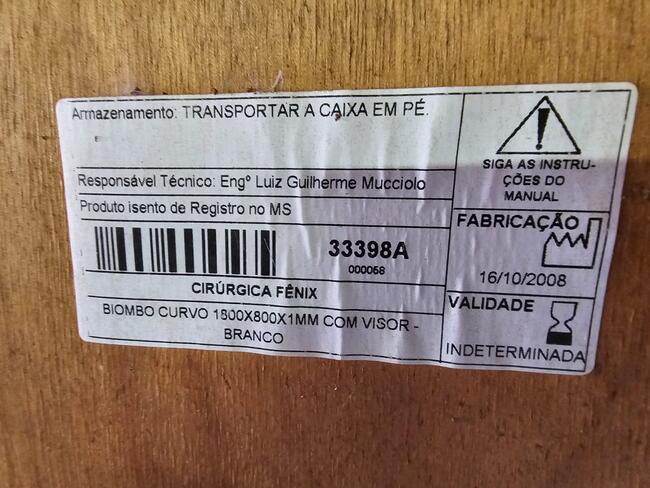 Armazenamento: TRANSPORTAR A CAIXA EM PÉ.
Responsável Técnico: Engº Luiz Guilherme Mucciolo
Produto isento de Registro no MS
33398A
000058
CIRÚRGICA FÊNIX
BIOMBO CURVO 1800X800X1MM COM VISOR -
BRANCO
SIGA AS INSTRU-
ÇÕES DO
MANUAL
FABRICAÇÃO
16/10/2008
VALIDADE
INDETERMINADA